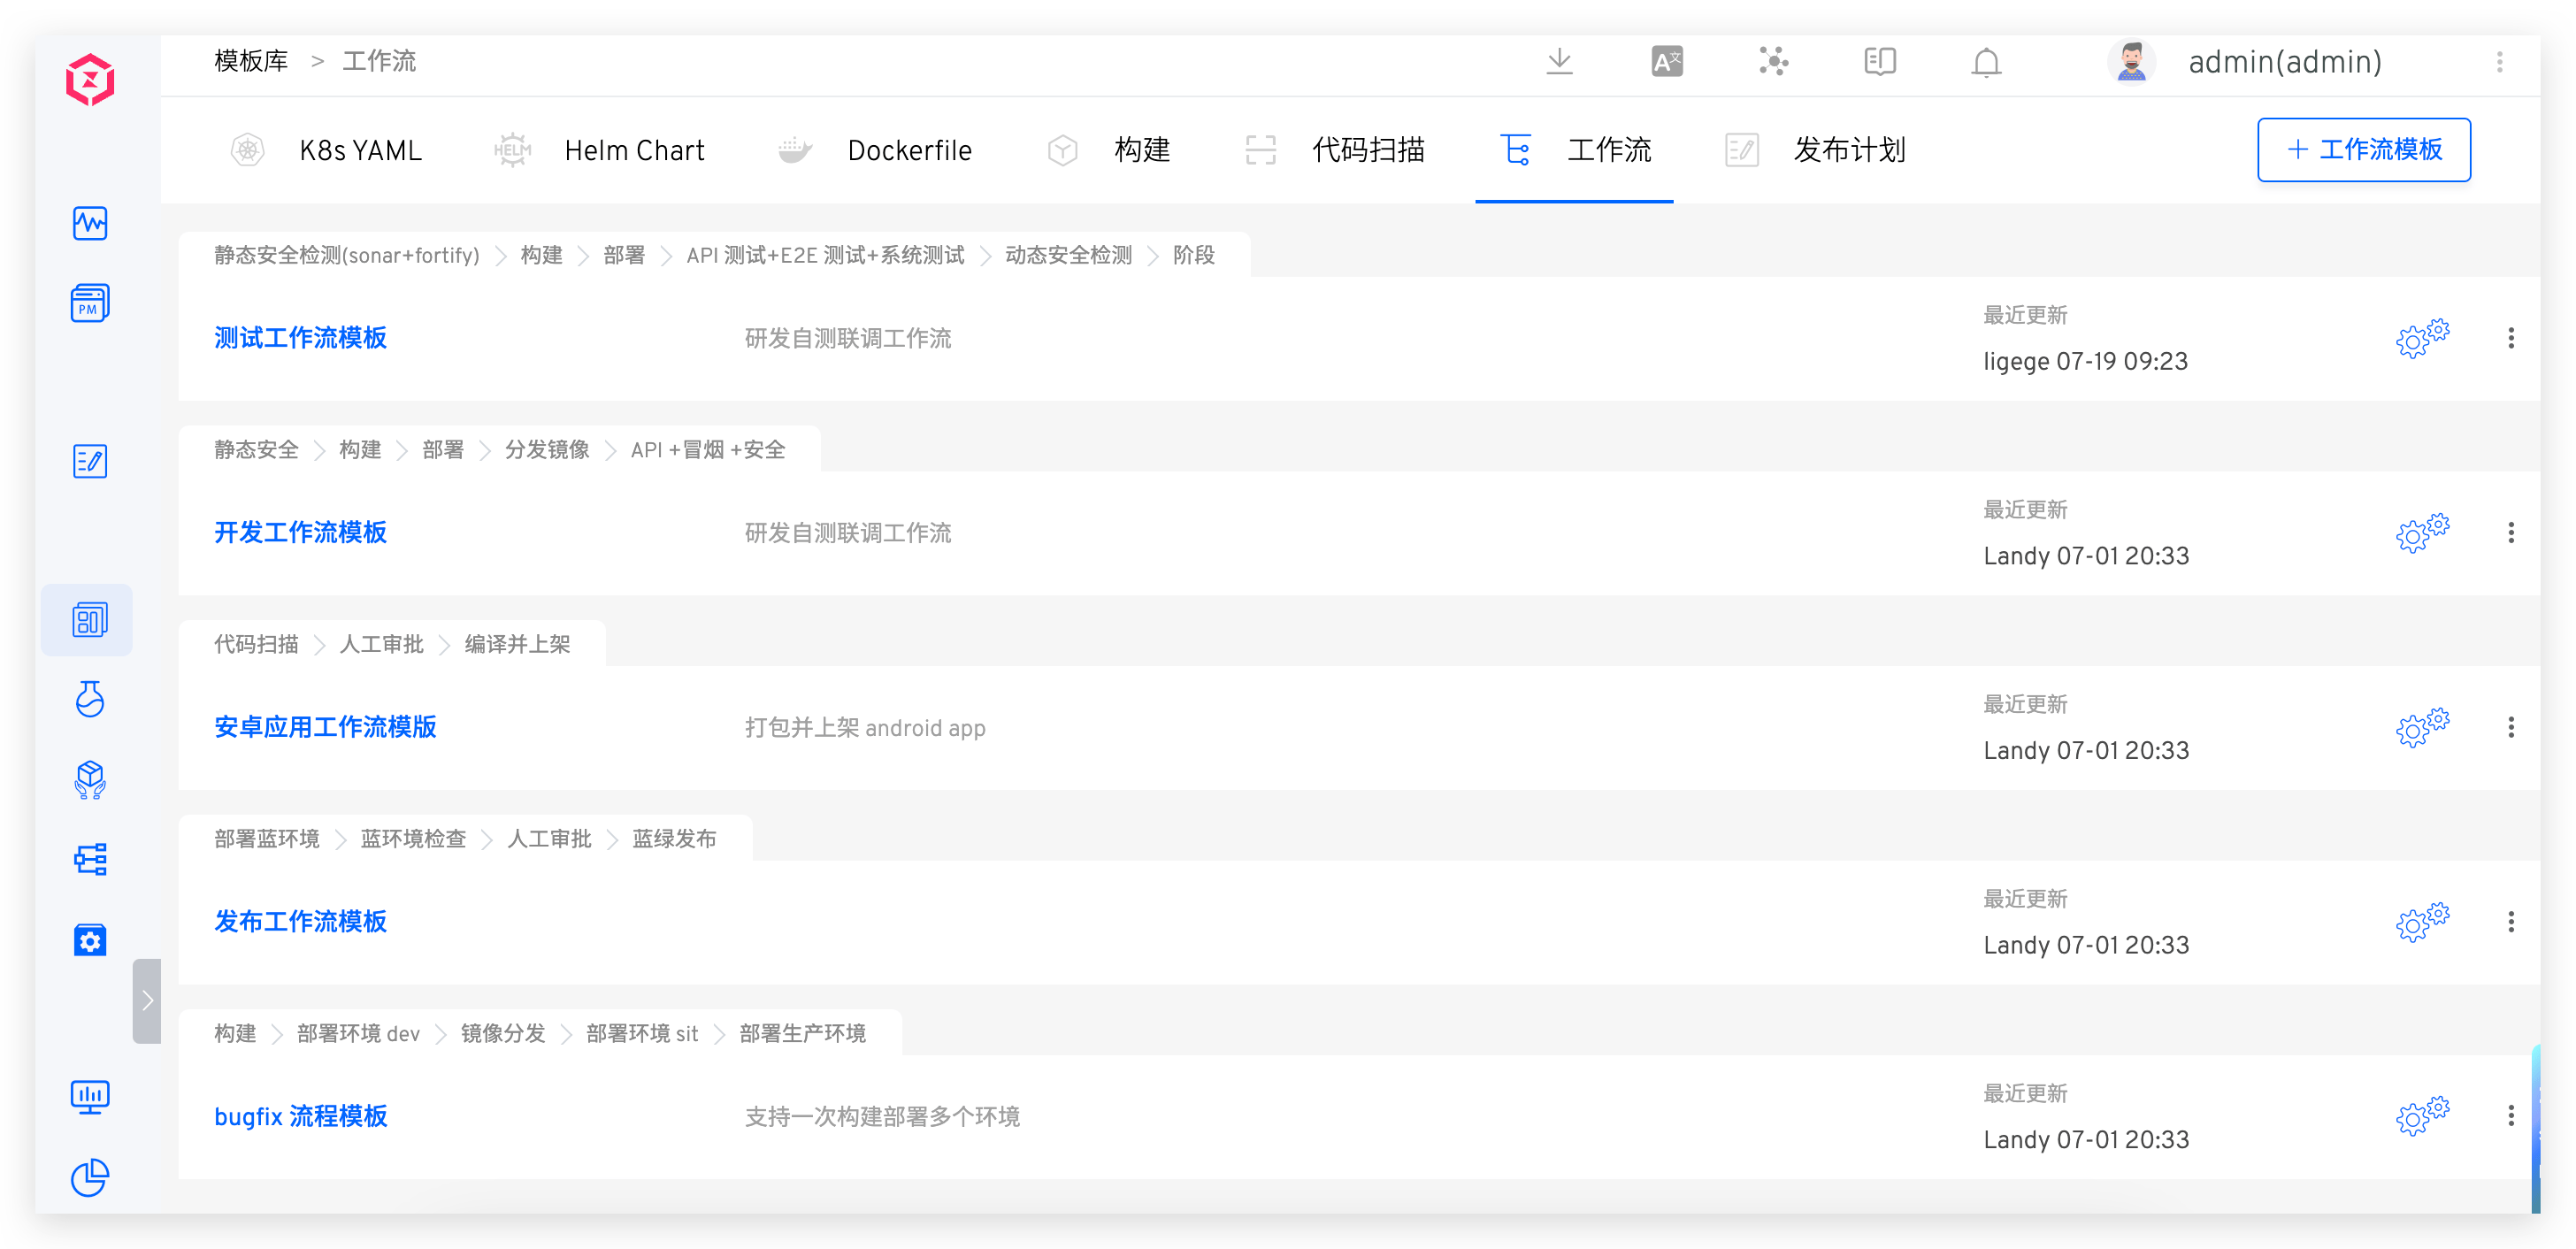 模板库 > 工作流
admin(admin)
K8s YAML Helm Chart Dockerfile 构建 代码扫描 工作流 发布计划 + 工作流模板
静态安全检测(sonar+fortify) 构建 部署 API 测试+E2E 测试+系统测试 动态安全检测 阶段
测试工作流模板
研发自测联调工作流
最近更新
ligege 07-19 09:23
静态安全 构建 部署 分发镜像 API +冒烟 +安全
开发工作流模板
研发自测联调工作流
最近更新
Landy 07-01 20:33
代码扫描 人工审批 编译并上架
安卓应用工作流模版
打包并上架 android app
最近更新
Landy 07-01 20:33
部署蓝环境 蓝环境检查 人工审批 蓝绿发布
发布工作流模板
最近更新
Landy 07-01 20:33
构建 部署环境 dev 镜像分发 部署环境 sit 部署生产环境
bugfix 流程模板
支持一次构建部署多个环境
最近更新
Landy 07-01 20:33
PM
HELM
A文